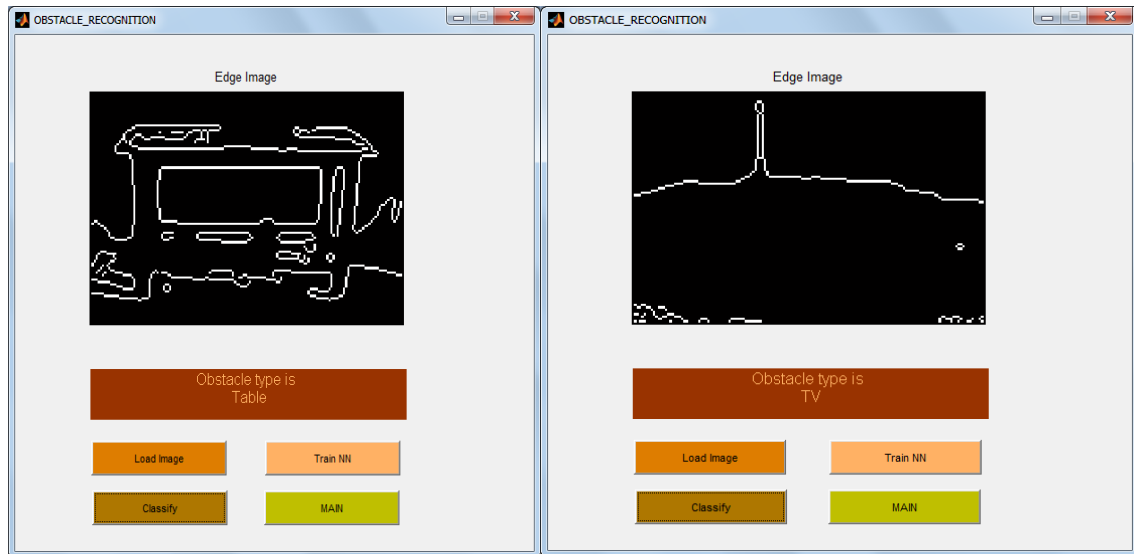 OBSTACLE_RECOGNITION
Edge Image
Obstacle type is
Table
Load Image
Train NN
Classify
MAIN
OBSTACLE_RECOGNITION
Edge Image
Obstacle type is
TV
Load Image
Train NN
Classify
MAIN